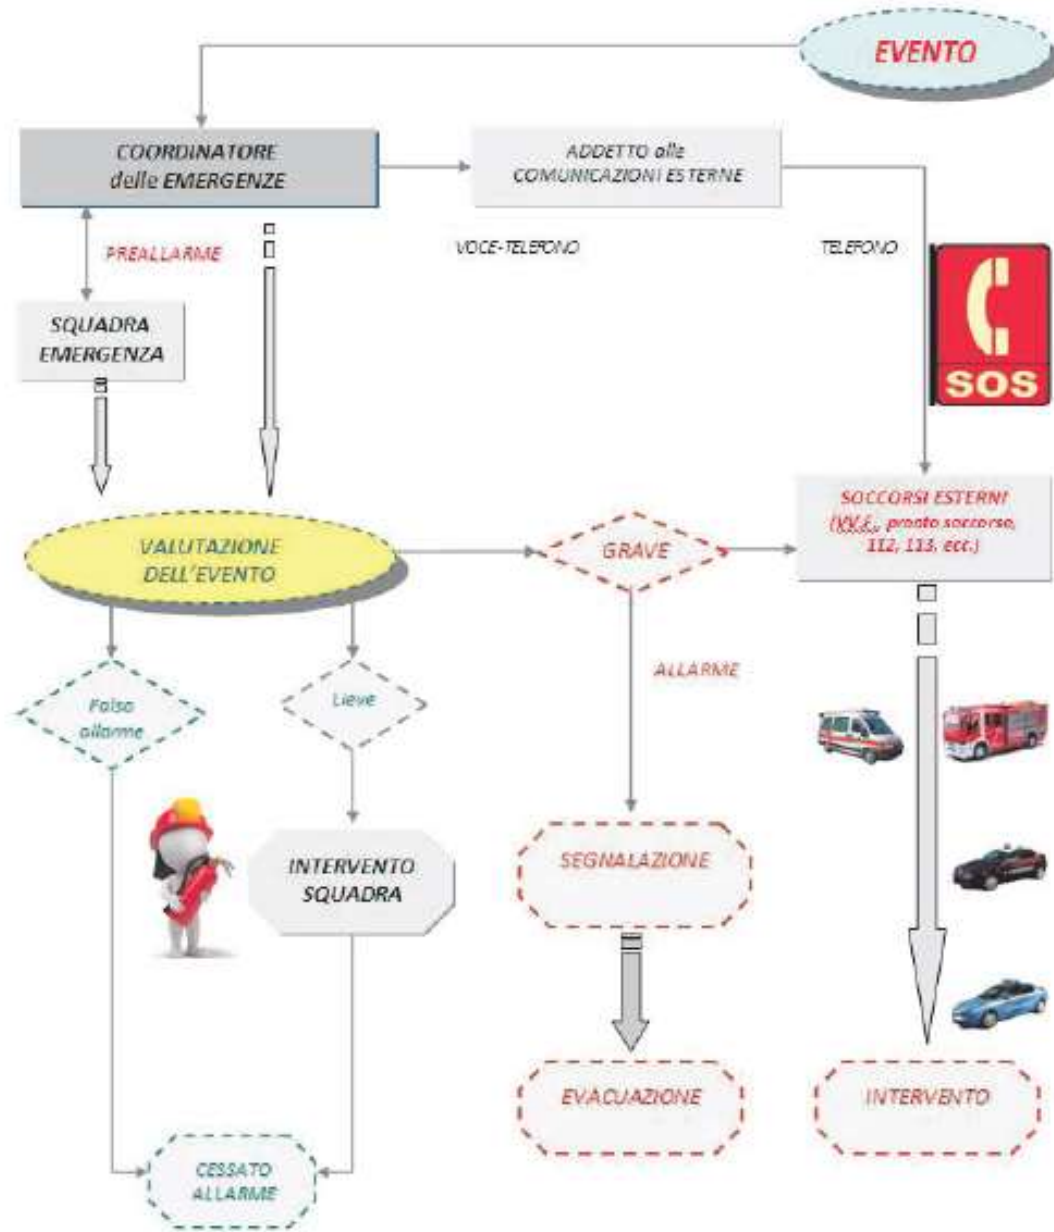 EVENTO
COORDINATORE
delle EMERGENZE
ADDETTO alle
COMUNICAZIONI ESTERNE
PREALLARME
VOCE-TELEFONO
TELEFONO
SOS
SQUADRA
EMERGENZA
SOCCORSI ESTERNI
(VV.F., pronto soccorso,
112, 113, ecc.)
VALUTAZIONE
DELL'EVENTO
GRAVE
ALLARME
Falso
allarme
Lieve
INTERVENTO
SQUADRA
SEGNALAZIONE
EVACUAZIONE
INTERVENTO
CESSATO
ALLARME